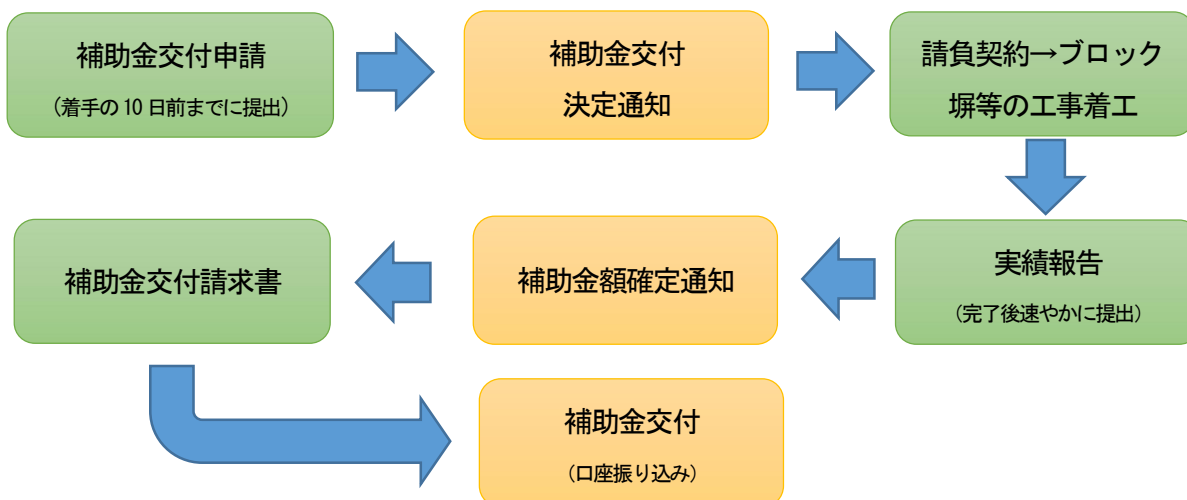 補助金交付申請
（着手の 10 日前までに提出）
補助金交付
決定通知
請負契約→ブロック
塀等の工事着工
実績報告
（完了後速やかに提出）
補助金額確定通知
補助金交付請求書
補助金交付
（口座振り込み）